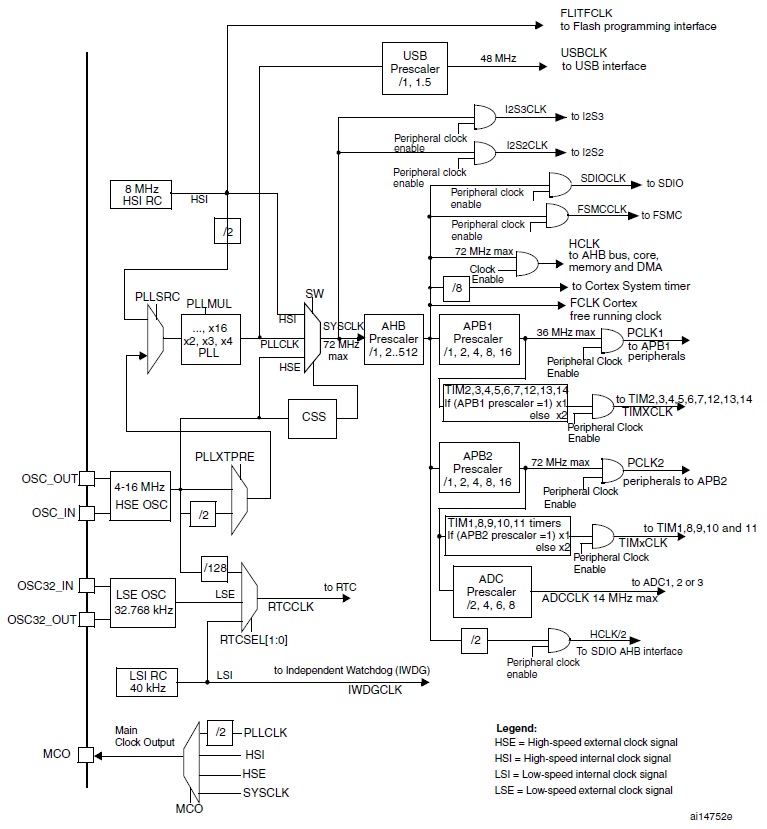 FLITFCLK
to Flash programming interface
USB
Prescaler
/1, 1.5
48 MHz
USBCLK
to USB interface
I2S3CLK
to I2S3
Peripheral clock
enable
I2S2CLK
to I2S2
Peripheral clock
enable
SDIOCLK
to SDIO
Peripheral clock
enable
FSMCCLK
to FSMC
Peripheral clock
enable
8 MHz
HSI RC
HSI
/2
72 MHz max
HCLK
to AHB bus, core,
memory and DMA
Clock
Enable
/8
to Cortex System timer
FCLK Cortex
free running clock
PLLSRC
PLLMUL
..., x16
x2, x3, x4
PLL
SW
HSI
PLLCLK
HSE
SYSCLK
72 MHz
max
AHB
Prescaler
/1, 2..512
APB1
Prescaler
/1, 2, 4, 8, 16
36 MHz max
PCLK1
to APB1
peripherals
Peripheral Clock
Enable
CSS
TIM2,3,4,5,6,7,12,13,14
If (APB1 prescaler =1) x1
else x2
to TIM2,3,4,5,6,7,12,13,14
TIMXCLK
Peripheral Clock
Enable
PLLXTPRE
OSC_OUT
OSC_IN
4-16 MHz
HSE OSC
/2
APB2
Prescaler
/1, 2, 4, 8, 16
72 MHz max
PCLK2
peripherals to APB2
Peripheral Clock
Enable
TIM1,8,9,10,11 timers
If (APB2 prescaler =1) x1
else x2
to TIM1,8,9,10 and 11
TIMxCLK
Peripheral Clock
Enable
/128
OSC32_IN
OSC32_OUT
LSE OSC
32.768 kHz
LSE
to RTC
RTCCLK
RTCSEL[1:0]
ADC
Prescaler
/2, 4, 6, 8
to ADC1, 2 or 3
ADCCLK 14 MHz max
/2
HCLK/2
To SDIO AHB interface
Peripheral clock
enable
LSI RC
40 kHz
LSI
to Independent Watchdog (IWDG)
IWDGCLK
MCO
Main
Clock Output
/2
PLLCLK
HSI
HSE
SYSCLK
MCO
Legend:
HSE = High-speed external clock signal
HSI = High-speed internal clock signal
LSI = Low-speed internal clock signal
LSE = Low-speed external clock signal
ai14752e